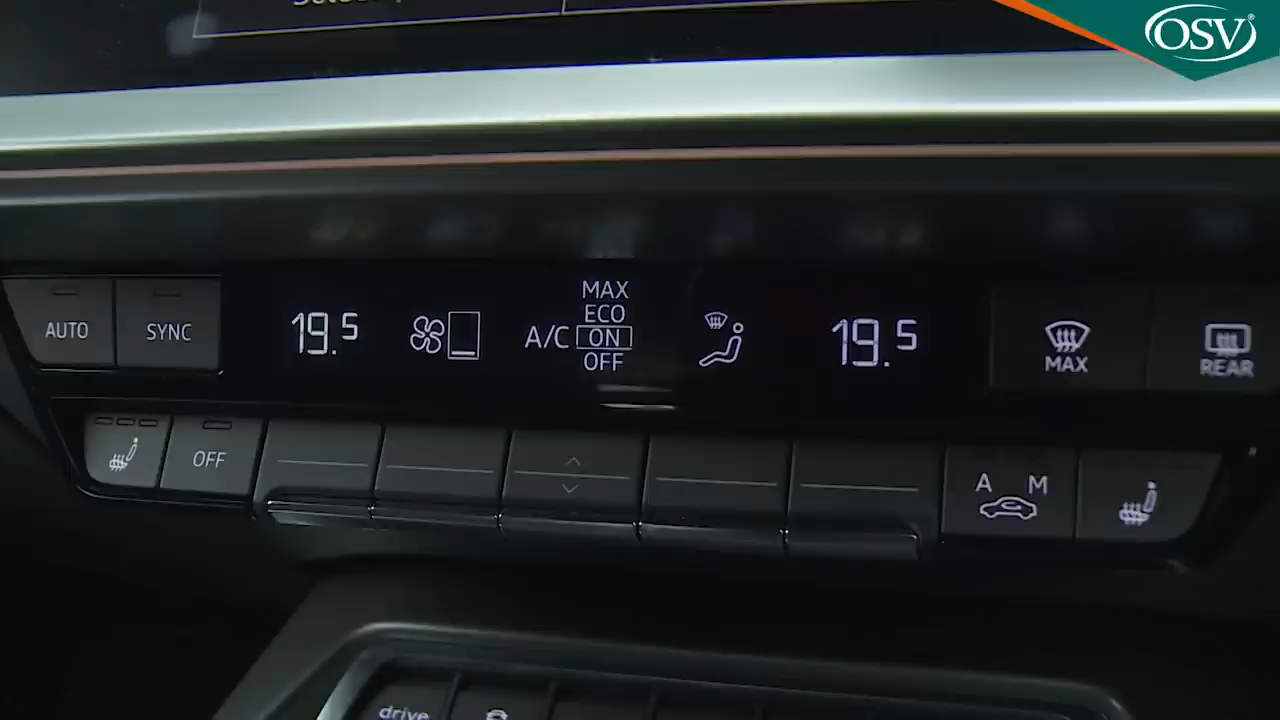 OSV
AUTO
SYNC
19.5
A/C
MAX
ECO
ON
OFF
19.5
MAX
REAR
OFF
A M
drive